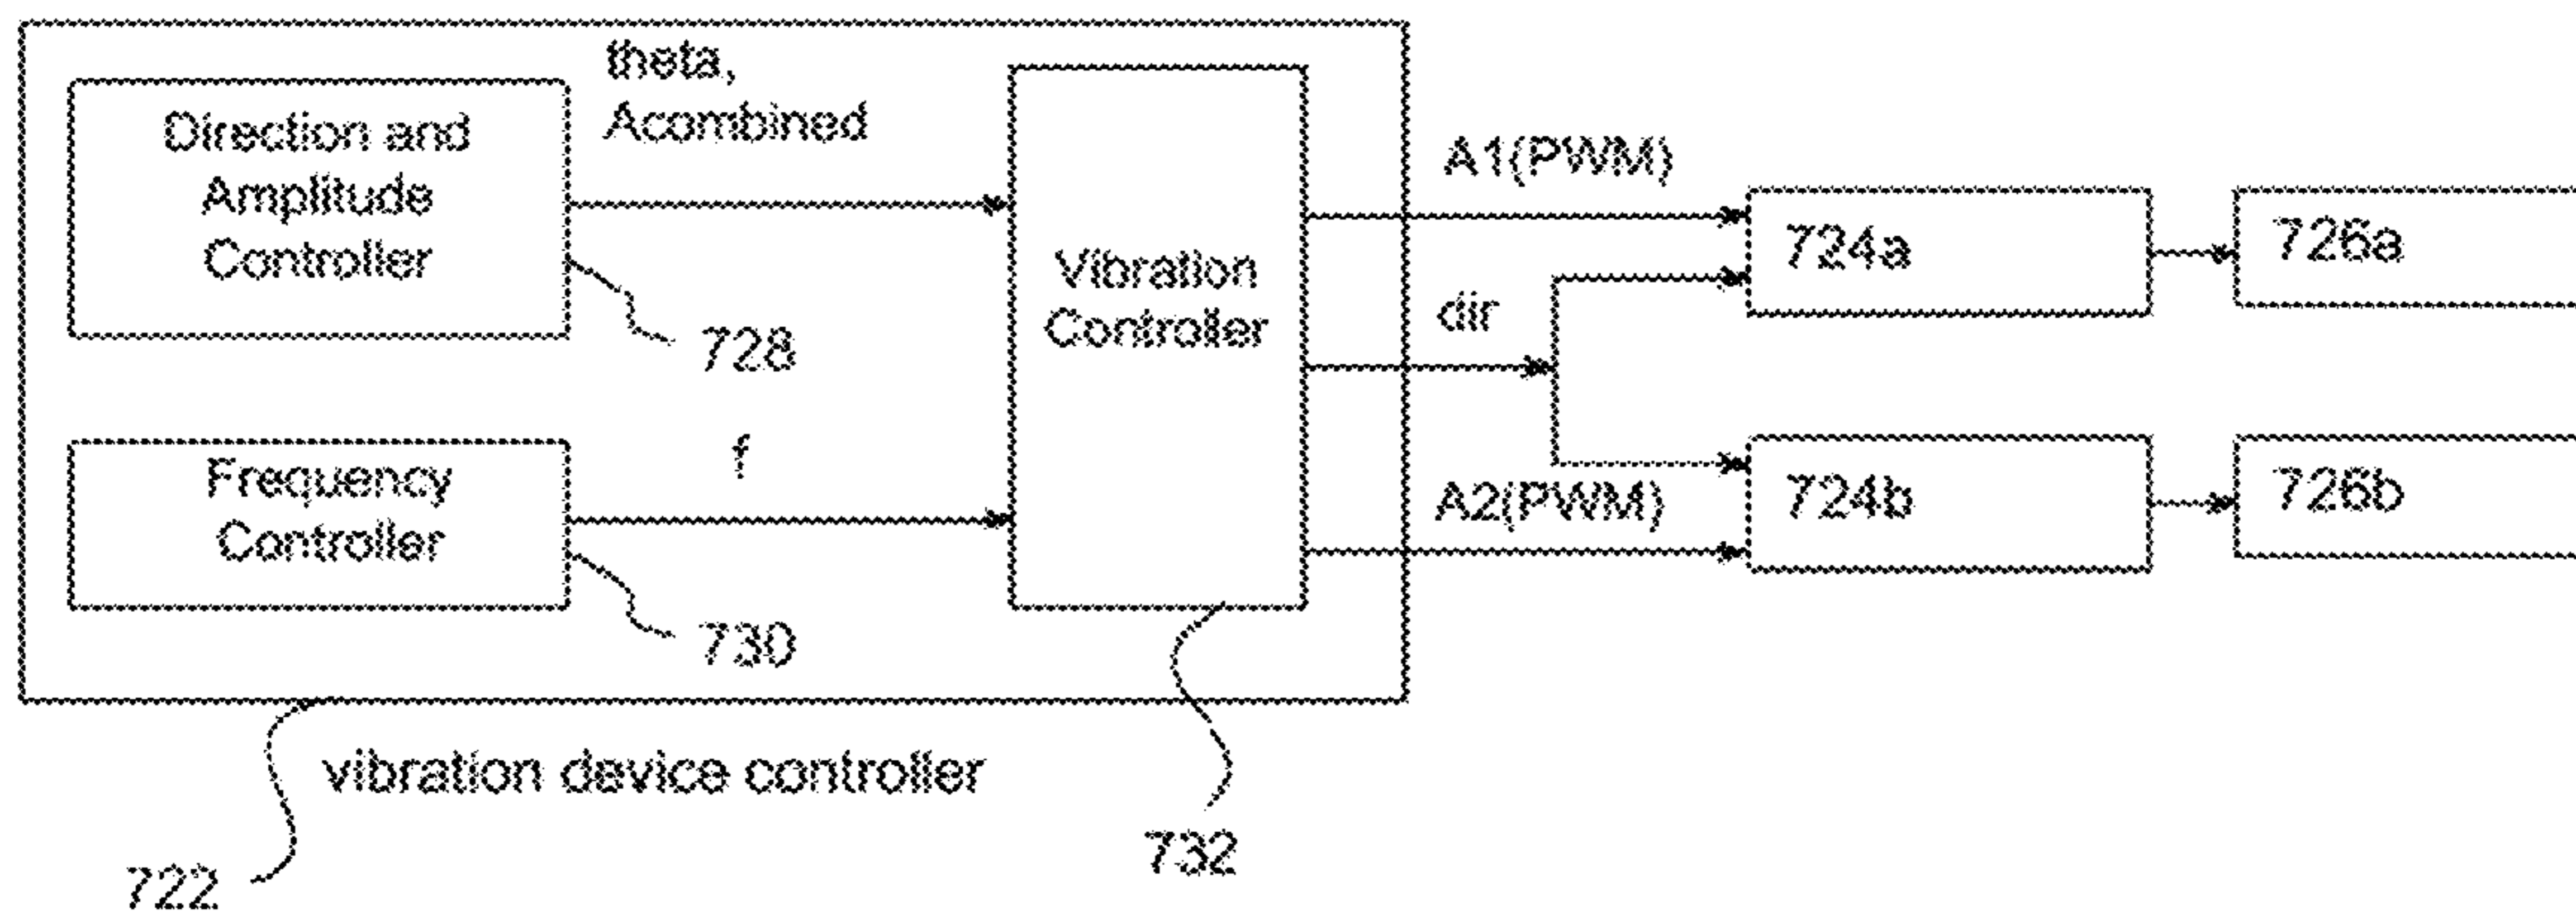 theta,
Acombined
Direction and
Amplitude
Controller
728
f
Frequency
Controller
730
Vibration
Controller
732
A1(PWM)
dir
A2(PWM)
724a
726a
724b
726b
vibration device controller
722